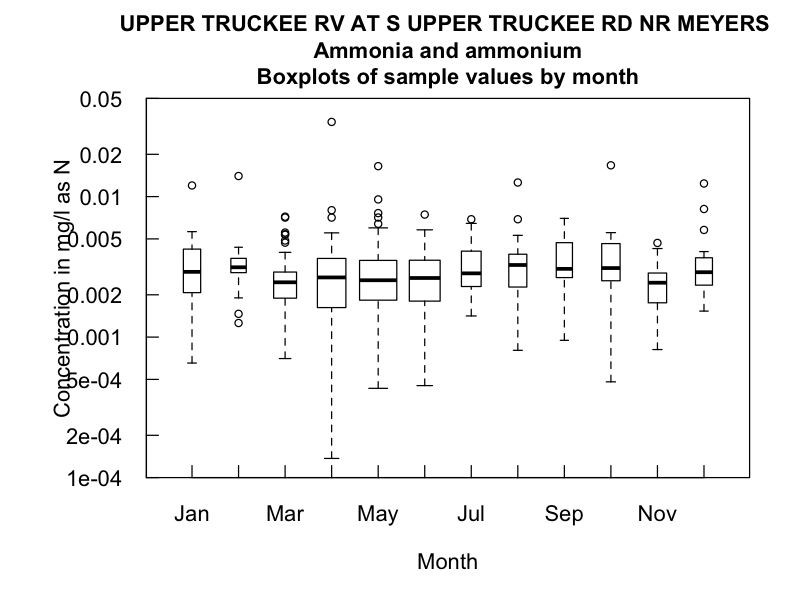 UPPER TRUCKEE RV AT S UPPER TRUCKEE RD NR MEYERS
Ammonia and ammonium
Boxplots of sample values by month
Concentration in mg/l as N
0.05
0.02
0.01
0.005
0.002
0.001
5e-04
2e-04
1e-04
Jan Mar May Jul Sep Nov
Month